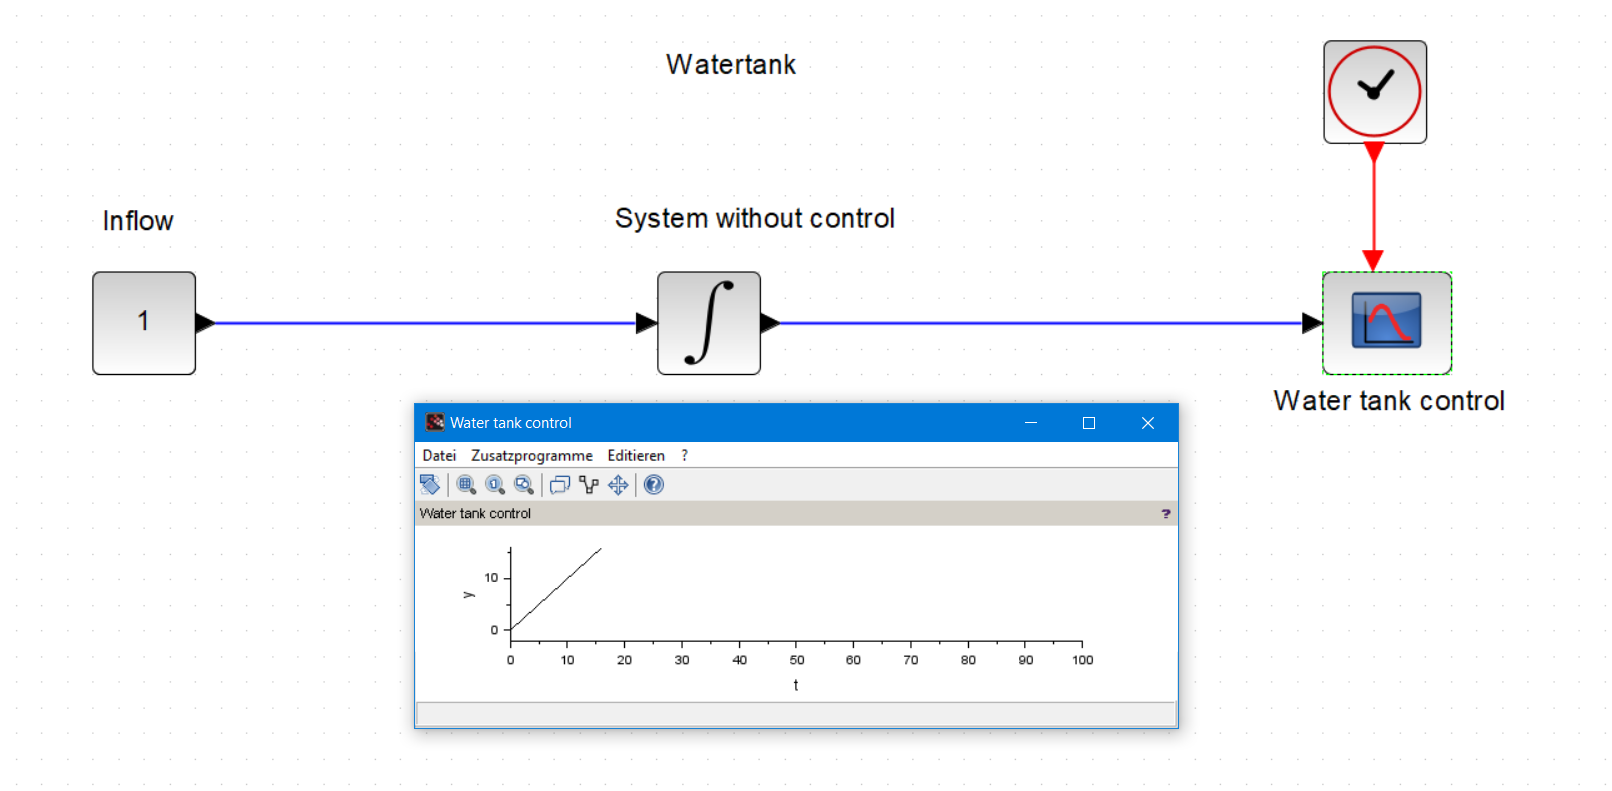 Watertank
Inflow
System without control
1
Water tank control
Water tank control
Datei Zusatzprogramme Editieren ?
Water tank control ?
10
y
0
0 10 20 30 40 50 60 70 80 90 100
t